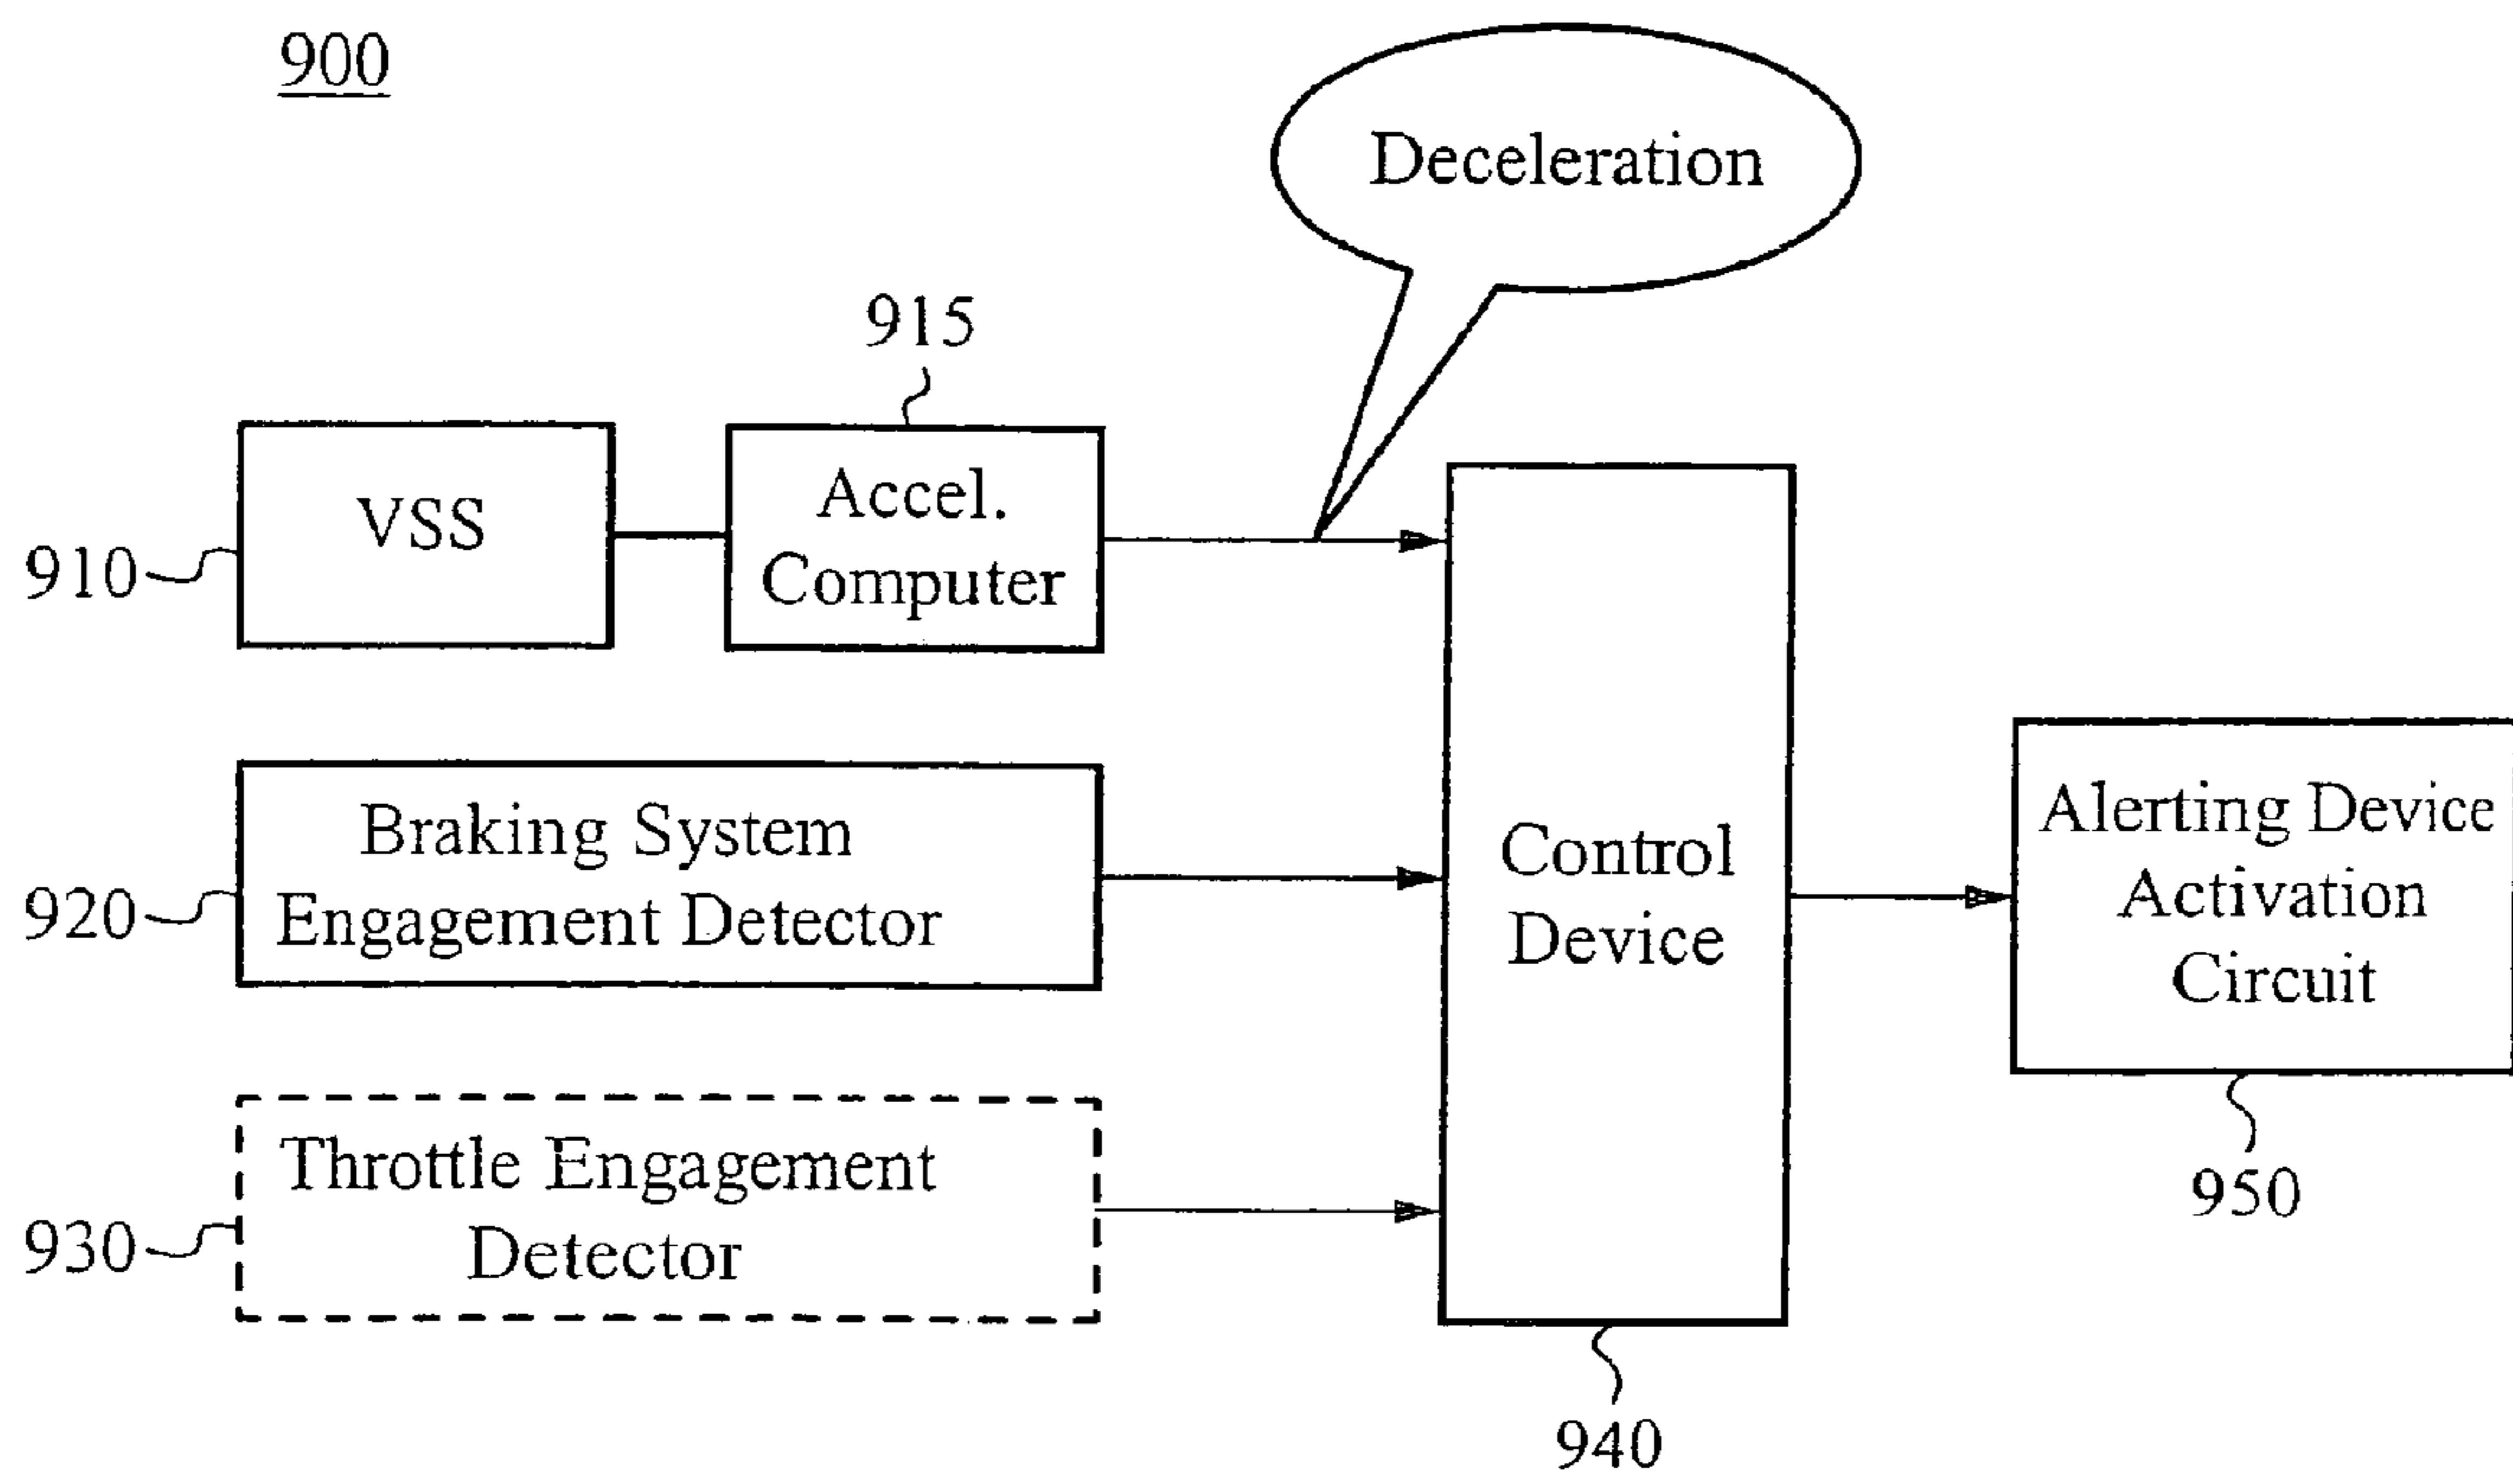 900
Deceleration
915
VSS
Accel.
Computer
910
Braking System
Engagement Detector
920
Control
Device
Alerting Device
Activation
Circuit
Throttle Engagement
Detector
930
950
940